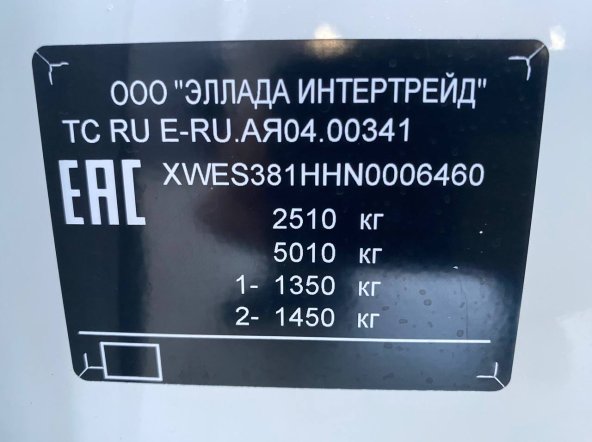 ООО "ЭЛЛАДА ИНТЕРТРЕЙД"
ТС RU Е-RU.АЯ04.00341
EAC XWES381HHN0006460
2510 кг
5010 кг
1- 1350 кг
2- 1450 кг